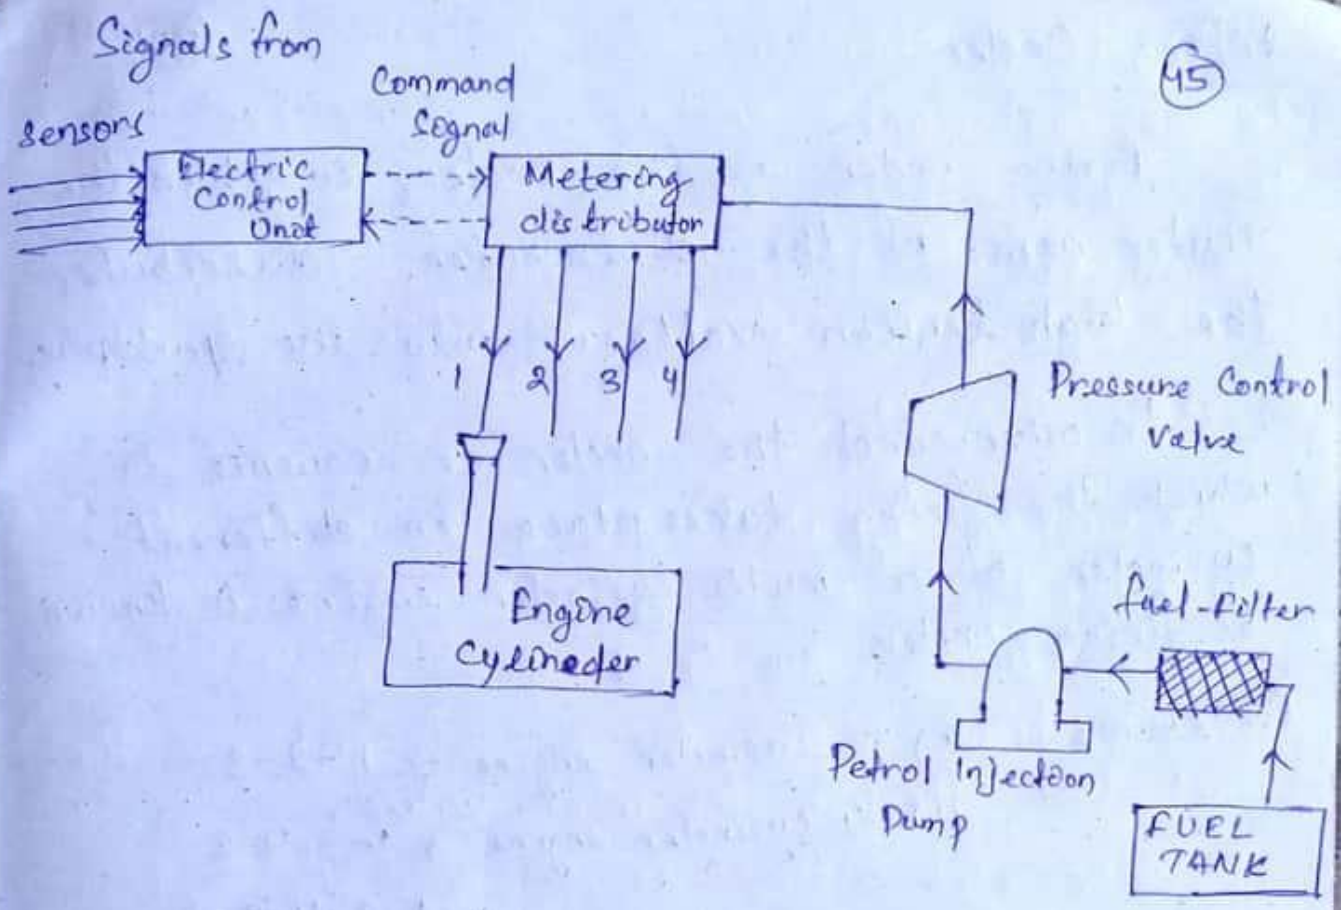 Signals from
sensors
Command
Signal
45
Electric
Control
Unit
Metering
distributor
1 2 3 4
Pressure Control
Valve
Engine
Cylineder
fuel-Filter
Petrol Injection
Pump
FUEL
TANK